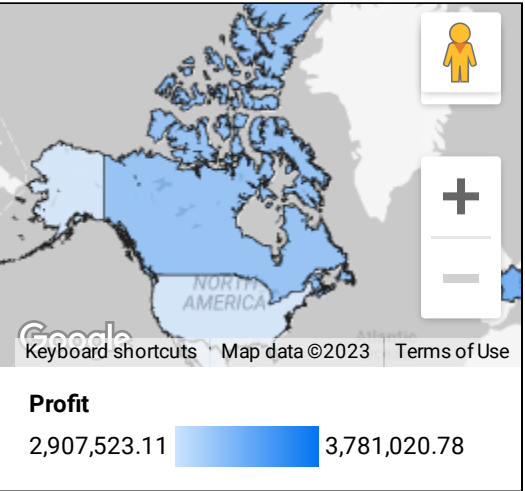 NORTH
AMERICA
Google
Atlantic
Keyboard shortcuts
Map data ©2023
Terms of Use
Profit
2,907,523.11
3,781,020.78